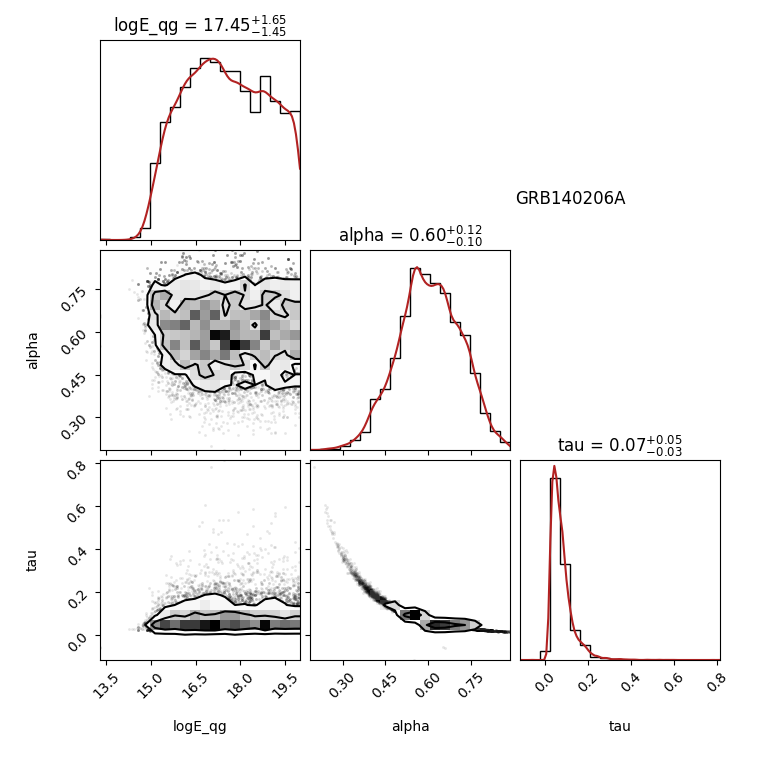 logE_qg = 17.45+1.65−1.45
GRB140206A
alpha = 0.60+0.12−0.10
0.75
0.60
0.45
0.30
alpha
tau = 0.07+0.05−0.03
0.8
0.6
0.4
0.2
0.0
tau
13.5 15.0 16.5 18.0 19.5
0.30 0.45 0.60 0.75
0.0 0.2 0.4 0.6 0.8
logE_qg alpha tau